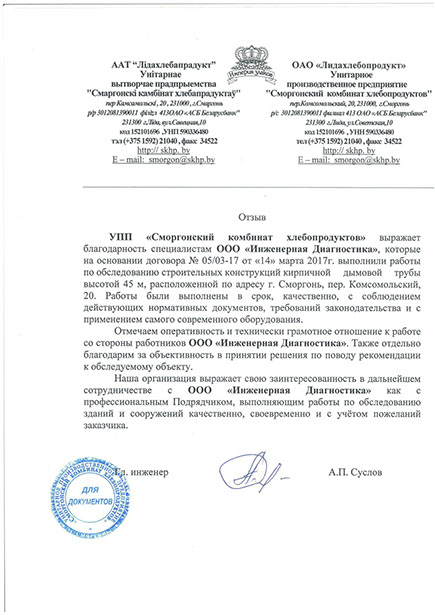 ААТ “Лідахлебапрадукт”
Унітарнае
вытворчае прадпрыемства
"Смаргонскі камбінат хлебапрадуктаў"
пер Камсамольскі , 20 , 231000 , г.Смаргонь
р/р 3012081390011 філіял 413ОАО «АСБ Беларусбанк»
231300 г.Ліда, вул.Савецкая,10
код 152101696 , УНП 590336480
тэл (+375 1592) 21040 , факс 34522
http:// skhp. by
E – mail: smorgon@skhp. by
Империя злаков
ОАО «Лидахлебопродукт»
Унитарное
производственное предприятие
"Сморгонский комбинат хлебопродуктов"
пер.Комсомольский, 20, 231000, г.Сморгонь
р/с: 3012081390011 филиал 413 ОАО «АСБ Беларусбанк»
231300 г.Лида, ул.Советская,10
код 152101696 , УНП 590336480
тел (+375 1592) 21040 , факс 34522
http:// skhp. by
E – mail: smorgon@skhp. by
Отзыв
УПП «Сморгонский комбинат хлебопродуктов» выражает
благодарность специалистам ООО «Инженерная Диагностика», которые
на основании договора № 05/03-17 от «14» марта 2017г. выполнили работы
по обследованию строительных конструкций кирпичной дымовой трубы
высотой 45 м, расположенной по адресу г. Сморгонь, пер. Комсомольский,
20. Работы были выполнены в срок, качественно, с соблюдением
действующих нормативных документов, требований законодательства и с
применением самого современного оборудования.
Отмечаем оперативность и технически грамотное отношение к работе
со стороны работников ООО «Инженерная Диагностика». Также отдельно
благодарим за объективность в принятии решения по поводу рекомендации
к обследуемому объекту.
Наша организация выражает свою заинтересованность в дальнейшем
сотрудничестве с ООО «Инженерная Диагностика» как с
профессиональным Подрядчиком, выполняющим работы по обследованию
зданий и сооружений качественно, своевременно и с учётом пожеланий
заказчика.
Гл. инженер
А.П. Суслов
ДЛЯ
ДОКУМЕНТОВ